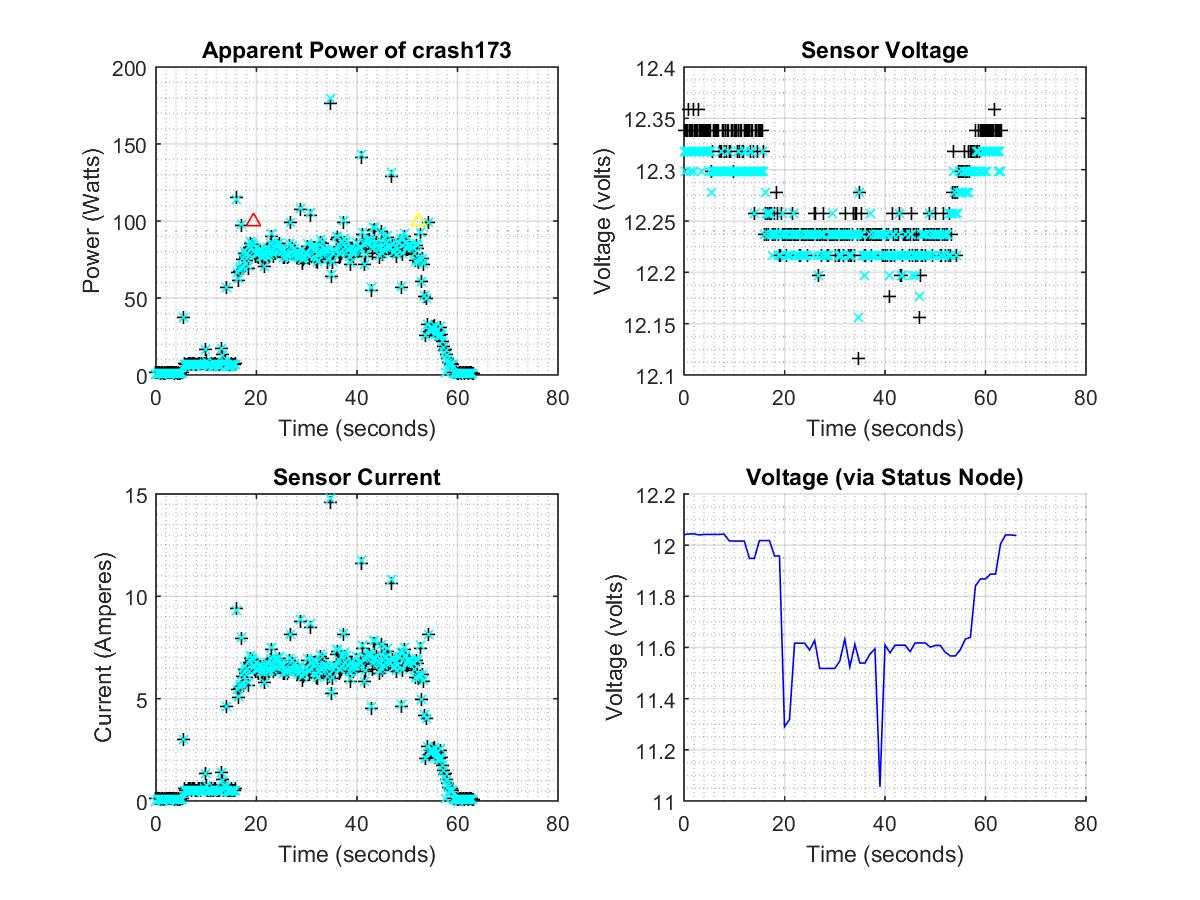 Apparent Power of crash173
200
150
100
50
0
0 20 40 60 80
Power (Watts)
Time (seconds)
Sensor Voltage
12.4
12.35
12.3
12.25
12.2
12.15
12.1
0 20 40 60 80
Voltage (volts)
Time (seconds)
Sensor Current
15
10
5
0
0 20 40 60 80
Current (Amperes)
Time (seconds)
Voltage (via Status Node)
12.2
12
11.8
11.6
11.4
11.2
11
0 20 40 60 80
Voltage (volts)
Time (seconds)